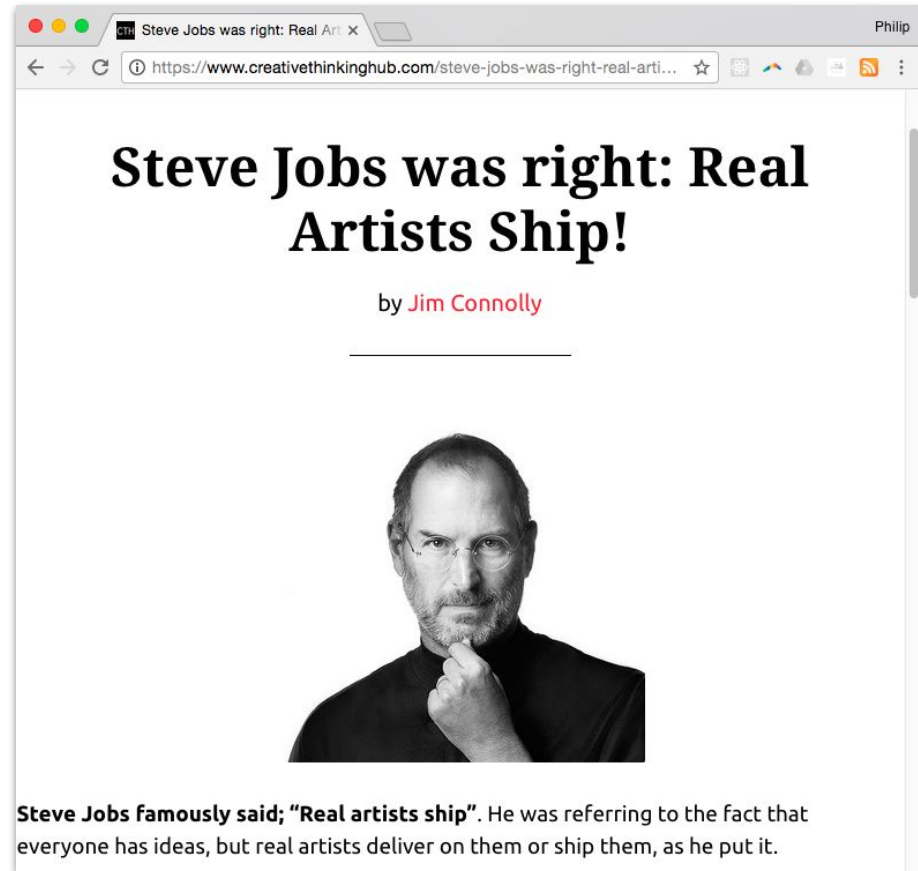 CTH Steve Jobs was right: Real Art
Philip
https://www.creativethinkinghub.com/steve-jobs-was-right-real-arti...
Steve Jobs was right: Real
Artists Ship!
by Jim Connolly
Steve Jobs famously said; “Real artists ship”. He was referring to the fact that
everyone has ideas, but real artists deliver on them or ship them, as he put it.